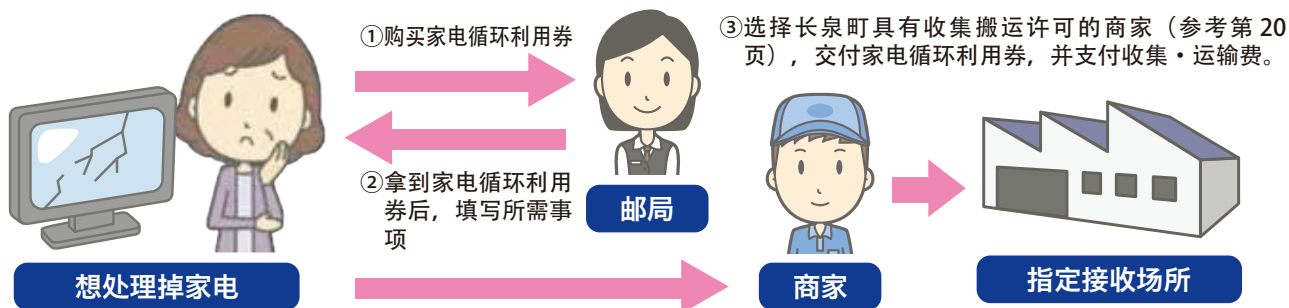 ①购买家电循环利用券
②拿到家电循环利用
券后，填写所需事
项
③选择长泉町具有收集搬运许可的商家（参考第 20
页），交付家电循环利用券，并支付收集・运输费。
邮局
想处理掉家电
商家
指定接收场所